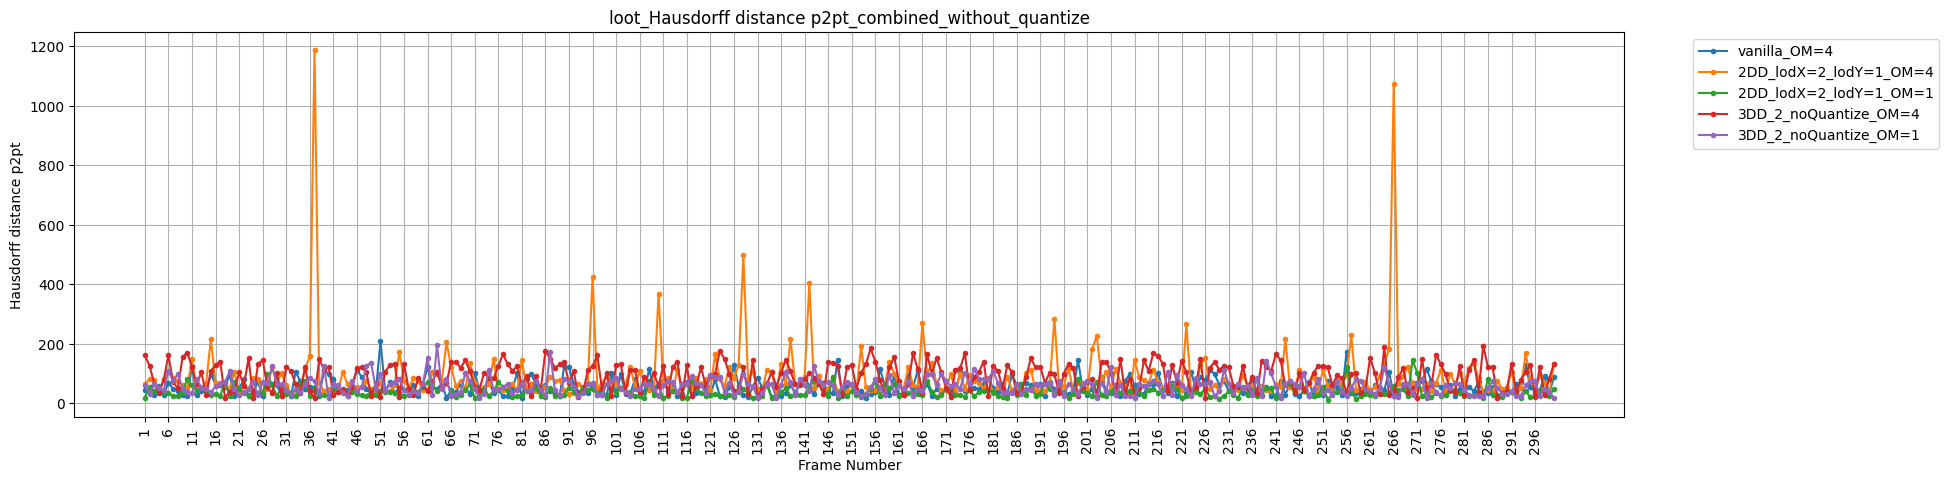 loot_Hausdorff distance p2pt_combined_without_quantize
Hausdorff distance p2pt
1200
1000
800
600
400
200
0
1 6 11 16 21 26 31 36 41 46 51 56 61 66 71 76 81 86 91 96 101 106 111 116 121 126 131 136 141 146 151 156 161 166 171 176 181 186 191 196 201 206 211 216 221 226 231 236 241 246 251 256 261 266 271 276 281 286 291 296
Frame Number
vanilla_OM=4
2DD_lodX=2_lodY=1_OM=4
2DD_lodX=2_lodY=1_OM=1
3DD_2_noQuantize_OM=4
3DD_2_noQuantize_OM=1